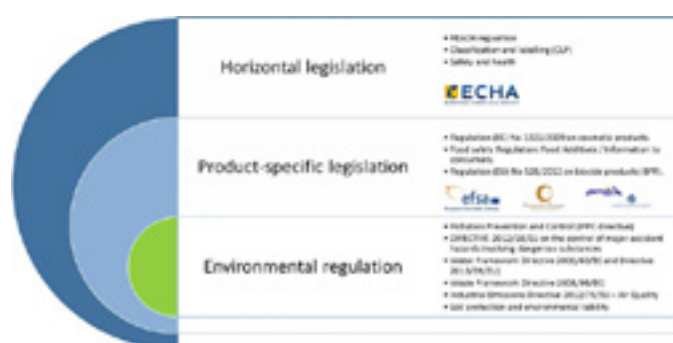 Horizontal legislation
• REACH regulation
• Classification and labelling (CLP)
• Safety and health
ECHA
Product-specific legislation
• Regulation (EC) No 1223/2009 on cosmetic products.
• Food safety Regulation: Food Additives / Information to
consumers
• Regulation (EU) No 528/2012 on biocide products (BPR).
efsa
Environmental regulation
• Pollution Prevention and Control (IPPC directive)
• DIRECTIVE 2012/18/EU on the control of major accident
hazards involving dangerous substances
• Water Framework Directive 2000/60/EC and Directive
• Waste Framework Directive 2008/98/EC
• Industrial Emissions Directive – Air Quality
• Soil protection and environmental liability